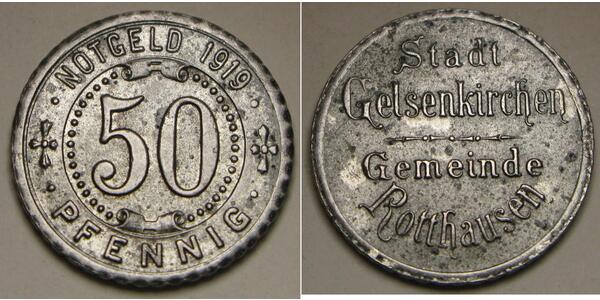 NOTGELD 1919
50
PFENNIG
Stadt
Gelsenkirchen
Gemeinde
Rotthausen